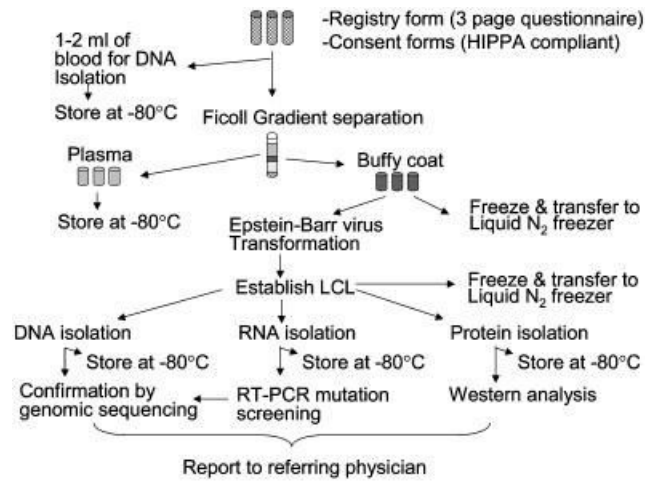 -Registry form (3 page questionnaire)
-Consent forms (HIPPA compliant)
1-2 ml of
blood for DNA
Isolation
Store at -80°C
Ficoll Gradient separation
Plasma
Buffy coat
Store at -80°C
Freeze & transfer to
Liquid N₂ freezer
Epstein-Barr virus
Transformation
Establish LCL
Freeze & transfer to
Liquid N₂ freezer
DNA isolation
RNA isolation
Protein isolation
Store at -80°C
Store at -80°C
Store at -80°C
Confirmation by
genomic sequencing
RT-PCR mutation
screening
Western analysis
Report to referring physician